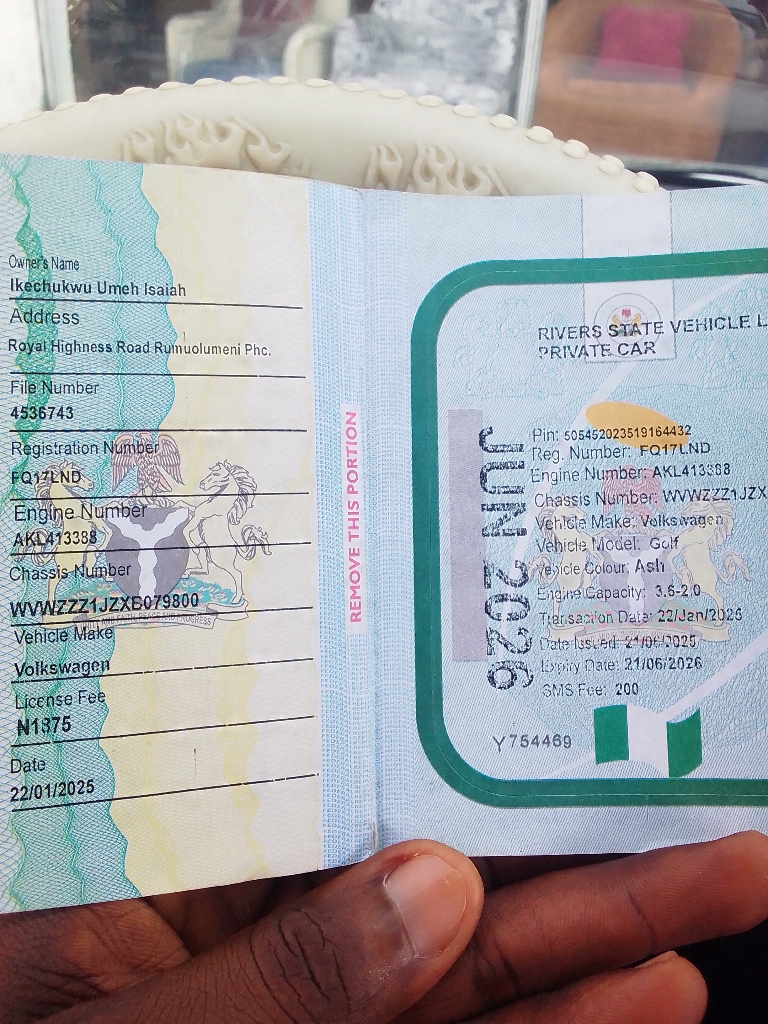 Owner's Name
Ikechukwu Umeh Isaiah
Address
Royal Highness Road Rumuolumeni Phc.
File Number
4536743
Registration Number
FQ17LND
Engine Number
AKL413388
Chassis Number
WVWZZZ1JZXB079800
Vehicle Make
Volkswagen
License Fee
N1875
Date
22/01/2025
REMOVE THIS PORTION
RIVERS STATE VEHICLE L
PRIVATE CAR
JUN 2026
Pin: 505452023519164432
Reg. Number: FQ17LND
Engine Number: AKL413388
Chassis Number: WVWZZZ1JZX
Vehicle Make: Volkswagen
Vehicle Model: Golf
Vehicle Colour: Ash
Engine Capacity: 3.6-2.0
Transaction Date: 22/Jan/2025
Date Issued: 21/06/2025
Expiry Date: 21/06/2026
SMS Fee: 200
Y754469